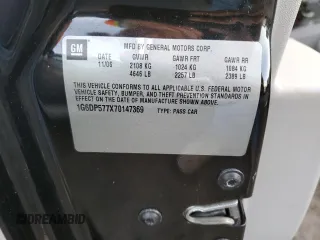 GM
MFD BY GENERAL MOTORS CORP.
DATE GVWR GAWR FR GAWR RR
11/06 2108 KG 1024 KG 1084 KG
4646 LB 2257 LB 2389 LB
THIS VEHICLE CONFORMS TO ALL APPLICABLE U.S. FEDERAL MOTOR
VEHICLE SAFETY, BUMPER, AND THEFT PREVENTION STANDARDS IN
EFFECT ON THE DATE OF MANUFACTURE SHOWN ABOVE.
1G6DP577X70147369 TYPE: PASS CAR
DREAMBID